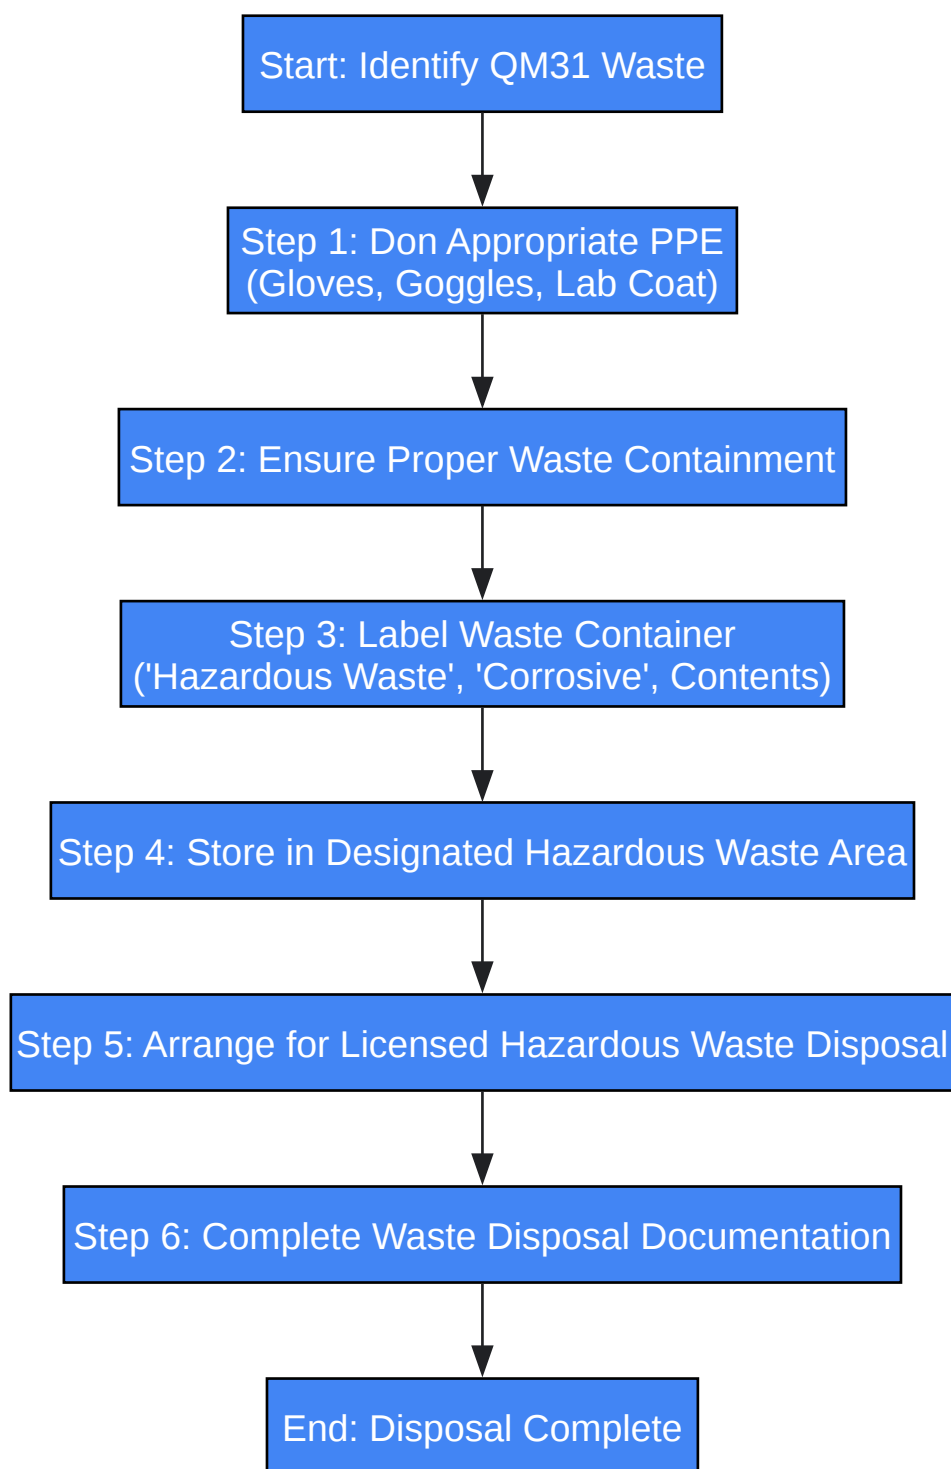 Start: Identify QM31 Waste
Step 1: Don Appropriate PPE
(Gloves, Goggles, Lab Coat)
Step 2: Ensure Proper Waste Containment
Step 3: Label Waste Container
('Hazardous Waste', 'Corrosive', Contents)
Step 4: Store in Designated Hazardous Waste Area
Step 5: Arrange for Licensed Hazardous Waste Disposal
Step 6: Complete Waste Disposal Documentation
End: Disposal Complete